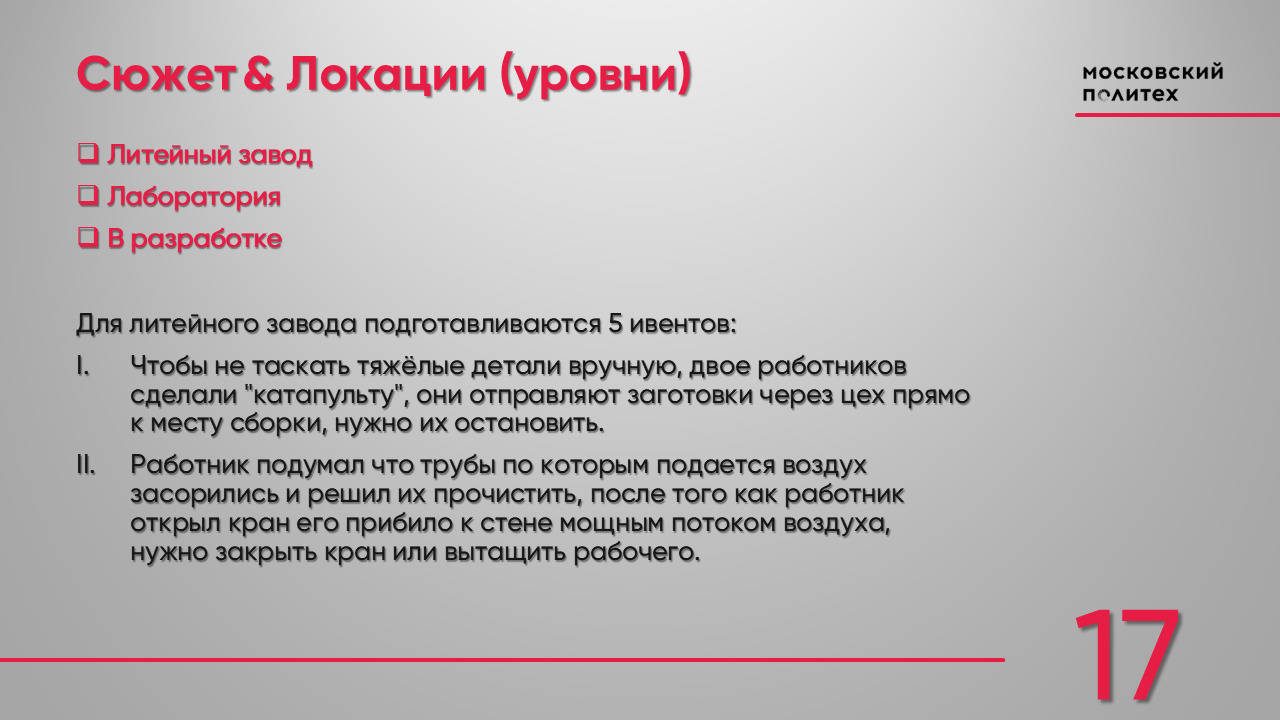 Сюжет & Локации (уровни)
московский
политех
❑ Литейный завод
❑ Лаборатория
❑ В разработке
Для литейного завода подготавливаются 5 ивентов:
I. Чтобы не таскать тяжёлые детали вручную, двое работников
сделали "катапульту", они отправляют заготовки через цех прямо
к месту сборки, нужно их остановить.
II. Работник подумал что трубы по которым подается воздух
засорились и решил их прочистить, после того как работник
открыл кран его прибило к стене мощным потоком воздуха,
нужно закрыть кран или вытащить рабочего.
17